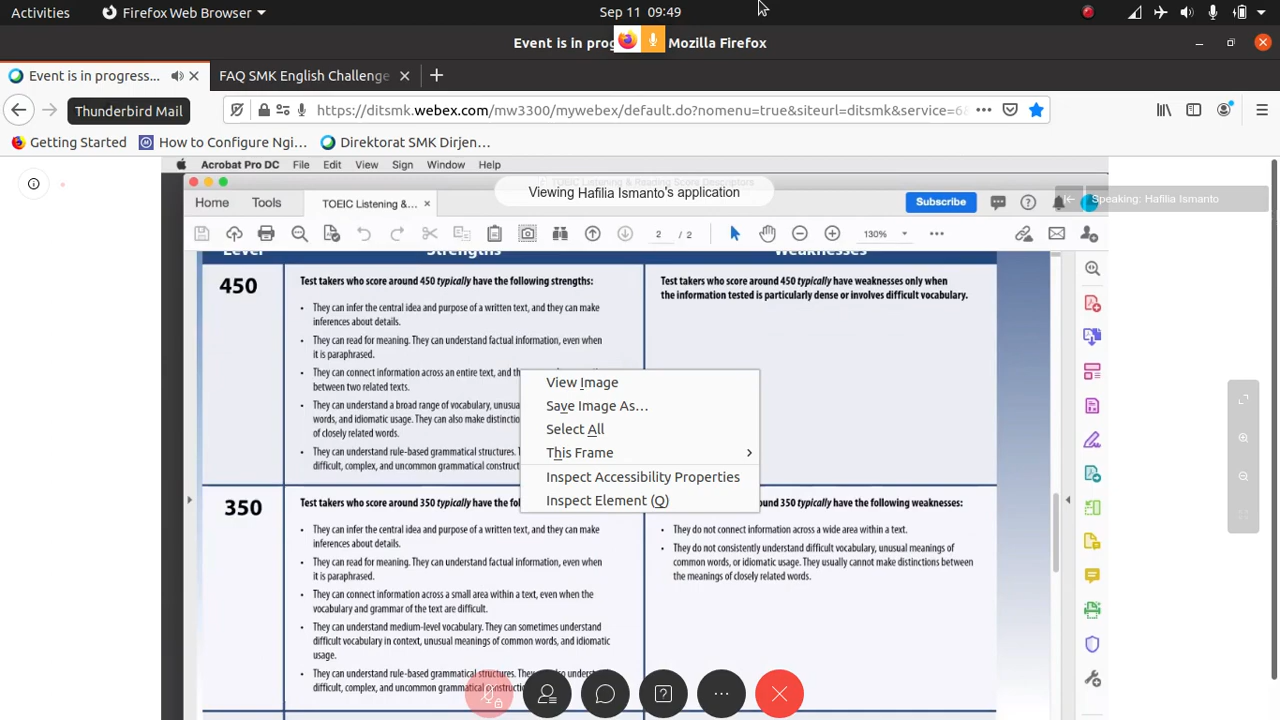 Activities
Firefox Web Browser
Sep 11 09:49
Event is in prog
Mozilla Firefox
Event is in progress...
FAQ SMK English Challenge
Thunderbird Mail
https://ditsmk.webex.com/mw3300/mywebex/default.do?nomenu=true&siteurl=ditsmk&service=6
Getting Started
How to Configure Ngi...
Direktorat SMK Dirjen...
Acrobat Pro DC File Edit View Sign Window Help
TOEIC Listening & Reading Score Descriptors
Viewing Hafilia Ismanto's application
Speaking: Hafilia Ismanto
Home
Tools
TOEIC Listening &...
Subscribe
2 / 2
130%
Level
Strengths
Weaknesses
450
Test takers who score around 450 typically have the following strengths:
• They can infer the central idea and purpose of a written text, and they can make
inferences about details.
• They can read for meaning. They can understand factual information, even when
it is paraphrased.
• They can connect information across an entire text, and
between two related texts.
• They can understand a broad range of vocabulary, unusua
words, and idiomatic usage. They can also make distinctio
of closely related words.
• They can understand rule-based grammatical structures. T
difficult, complex, and uncommon grammatical construct
Test takers who score around 450 typically have weaknesses only when
the information tested is particularly dense or involves difficult vocabulary.
View Image
Save Image As...
Select All
This Frame
Inspect Accessibility Properties
Inspect Element (Q)
350
Test takers who score around 350 typically have the fo
• They can infer the central idea and purpose of a written text, and they can make
inferences about details.
• They can read for meaning. They can understand factual information, even when
it is paraphrased.
• They can connect information across a small area within a text, even when the
vocabulary and grammar of the text are difficult.
• They can understand medium-level vocabulary. They can sometimes understand
difficult vocabulary in context, unusual meanings of common words, and idiomatic
usage.
• They can understand rule-based grammatical structures. They also
difficult, complex, and uncommon grammatical
around 350 typically have the following weaknesses:
• They do not connect information across a wide area within a text.
• They do not consistently understand difficult vocabulary, unusual meanings of
common words, or idiomatic usage. They usually cannot make distinctions between
the meanings of closely related words.